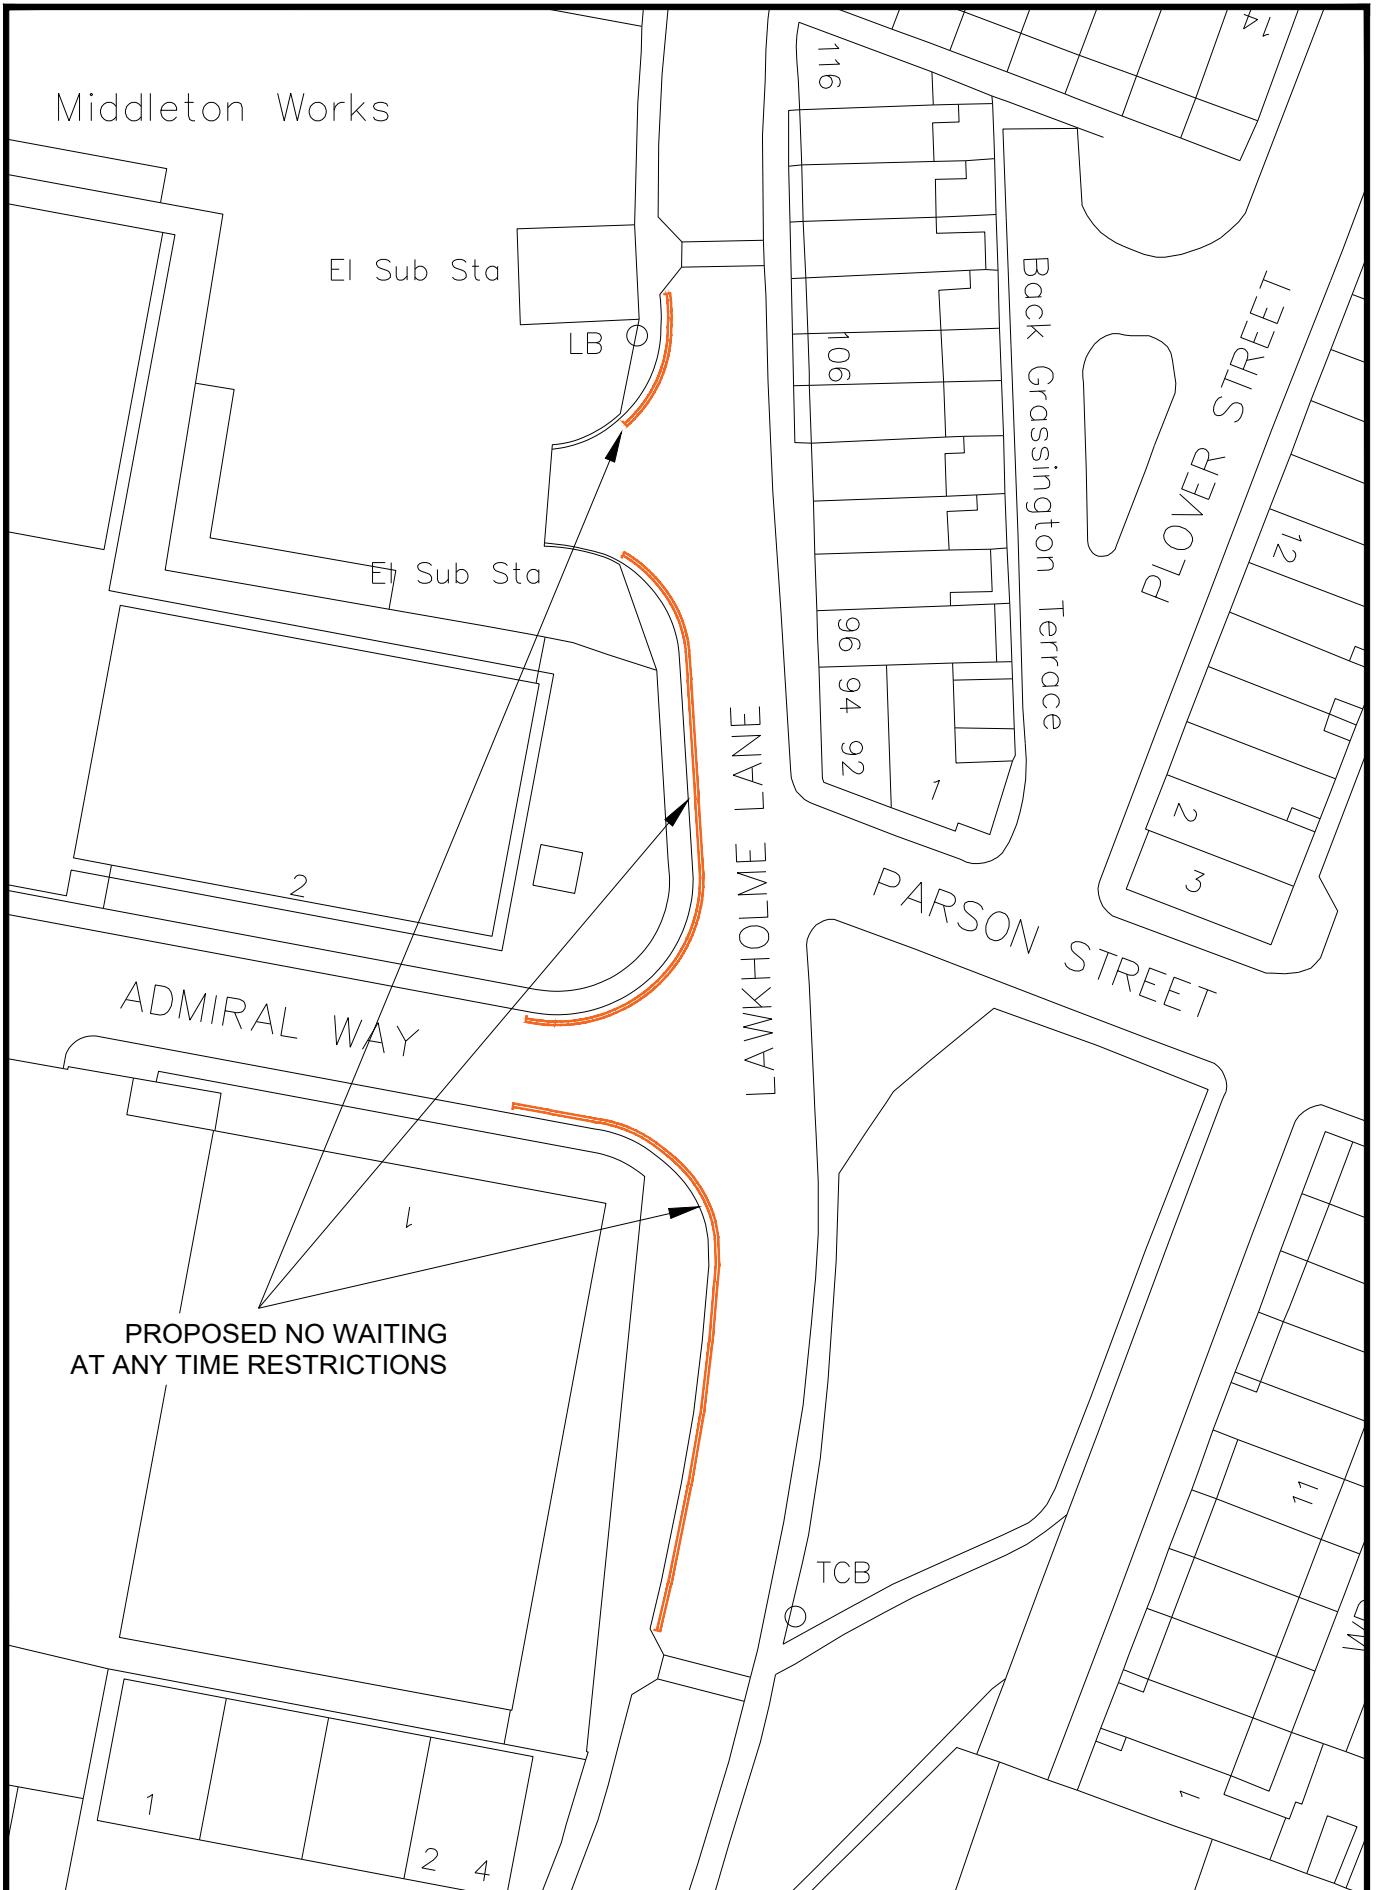 14
116
Middleton Works
El Sub Sta
LB
106
Back Grassington Terrace
PLOVER STREET
12
El Sub Sta
96
94
92
1
LAWKHOLME LANE
2
3
2
PARSON STREET
ADMIRAL WAY
1
PROPOSED NO WAITING
AT ANY TIME RESTRICTIONS
11
TCB
1
1
2
4